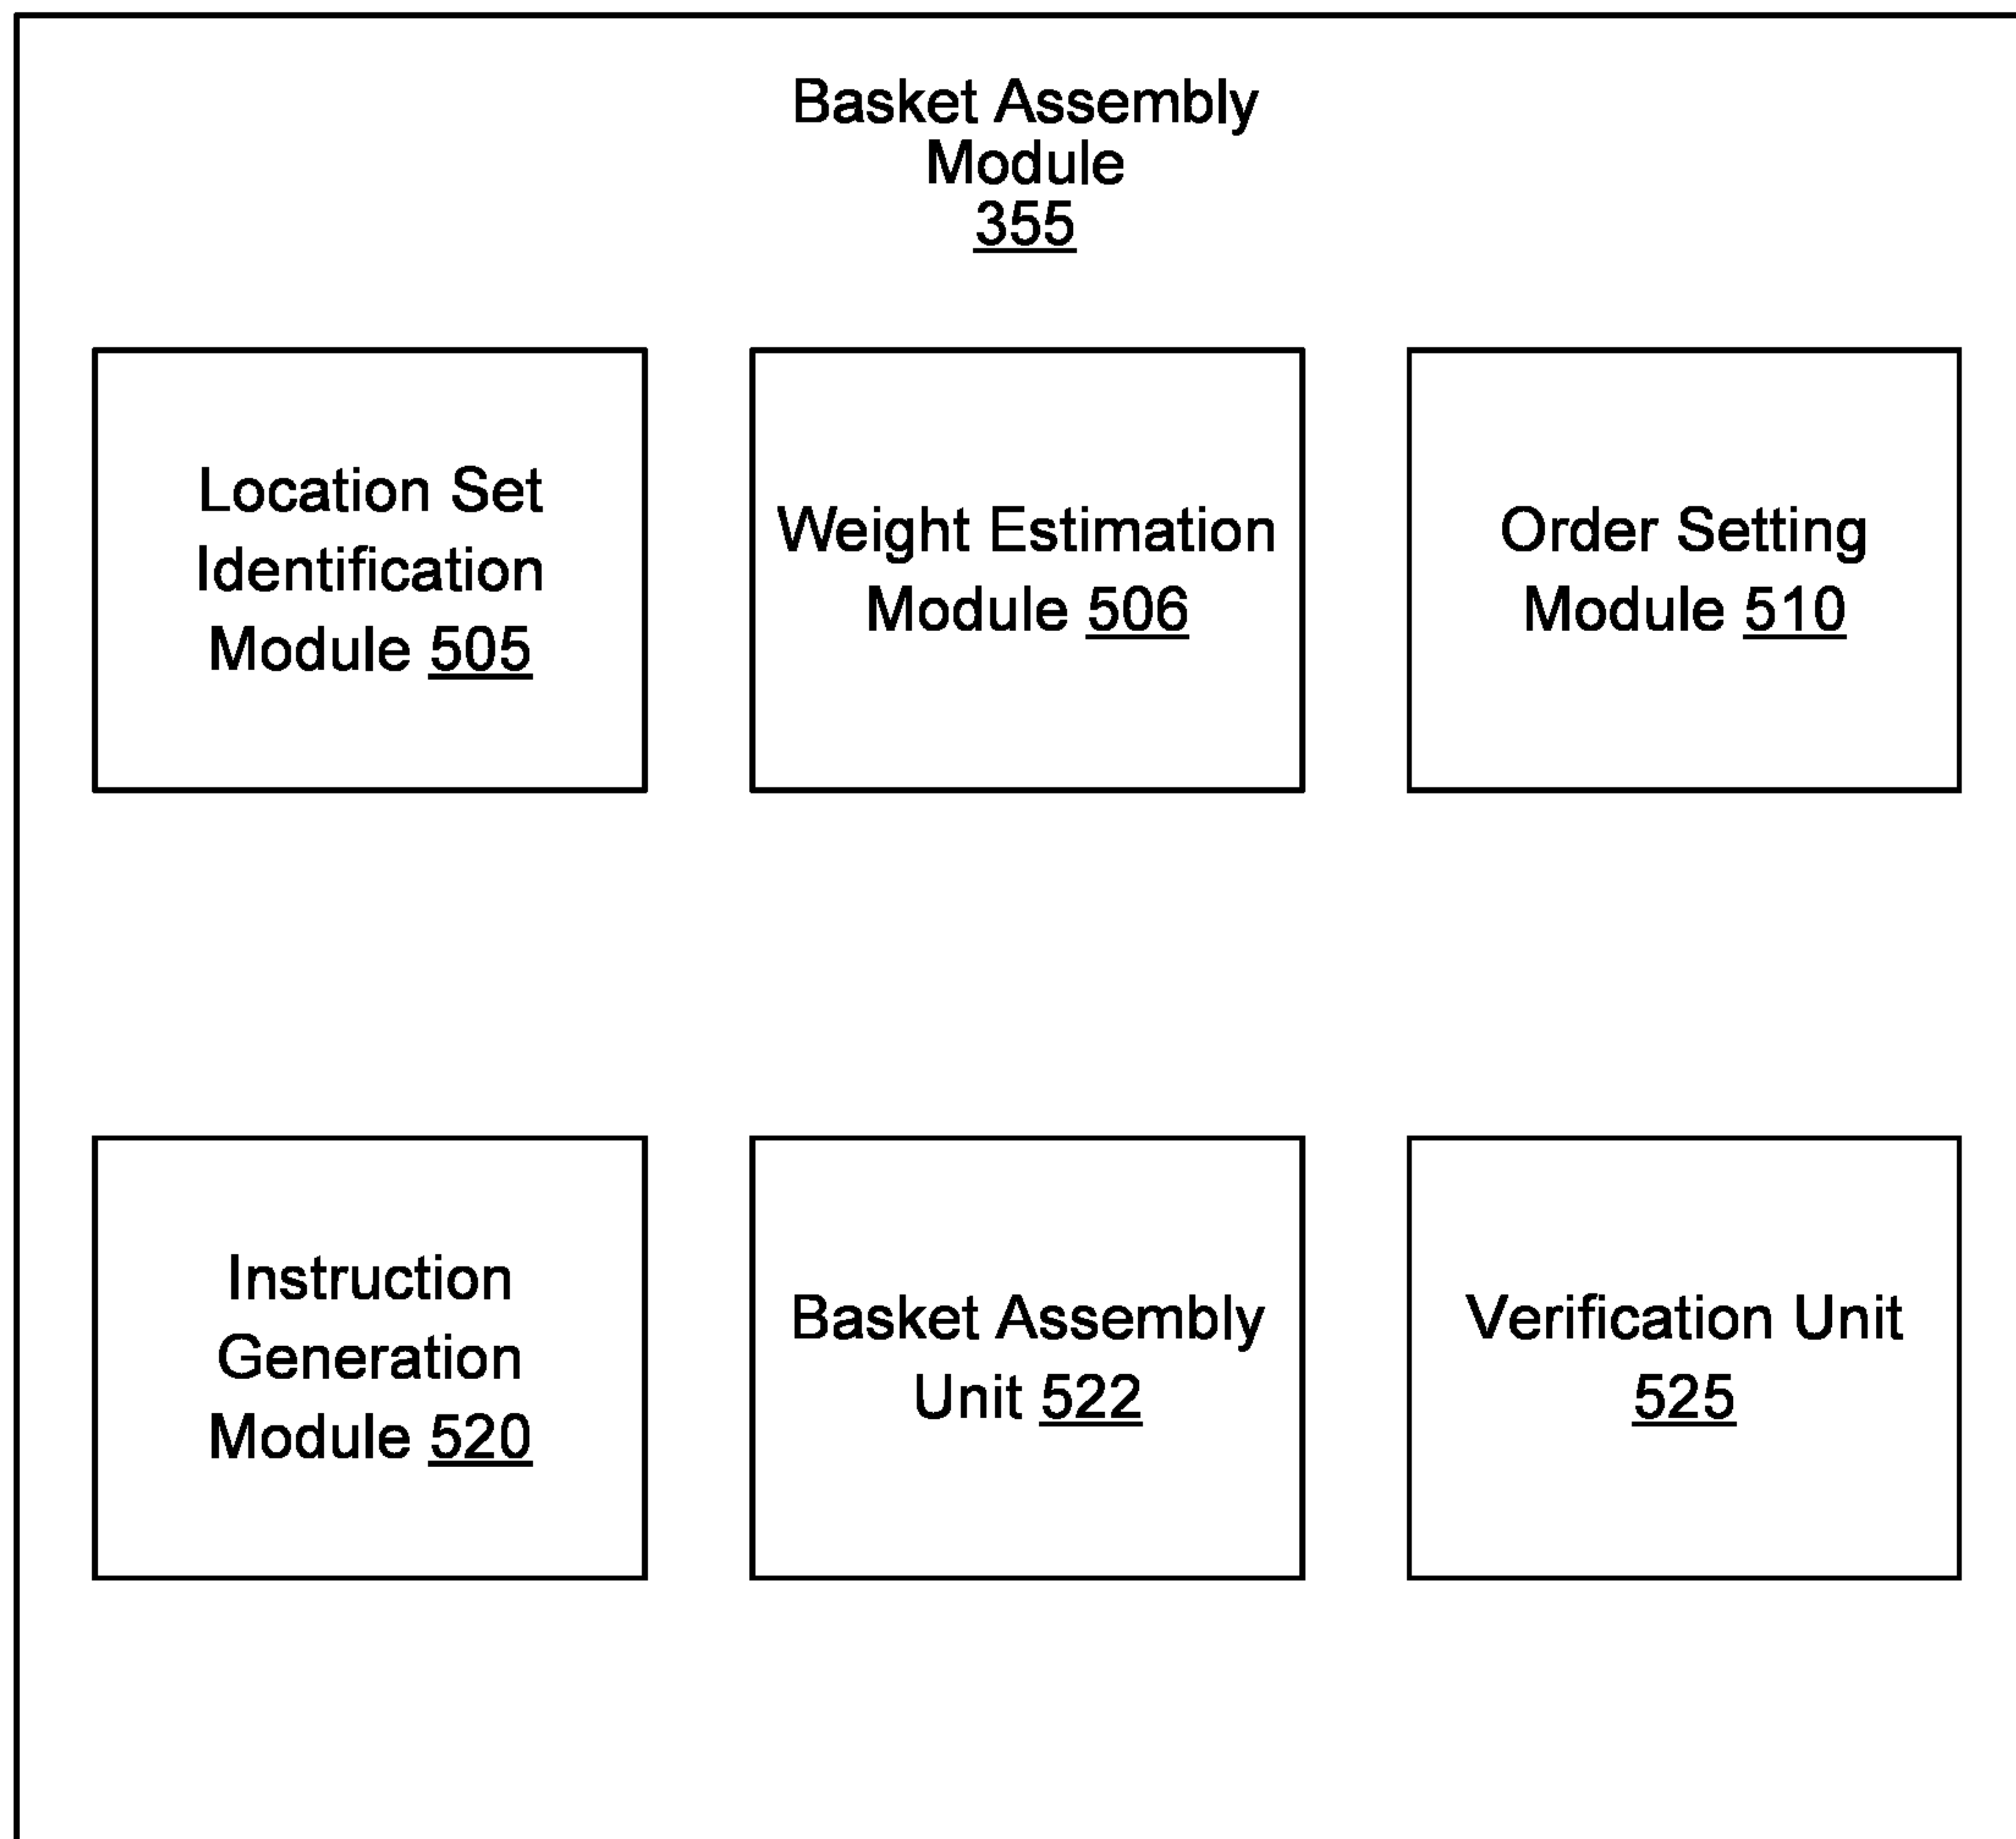 Basket Assembly
Module
355
Location Set
Identification
Module 505
Weight Estimation
Module 506
Order Setting
Module 510
Instruction
Generation
Module 520
Basket Assembly
Unit 522
Verification Unit
525